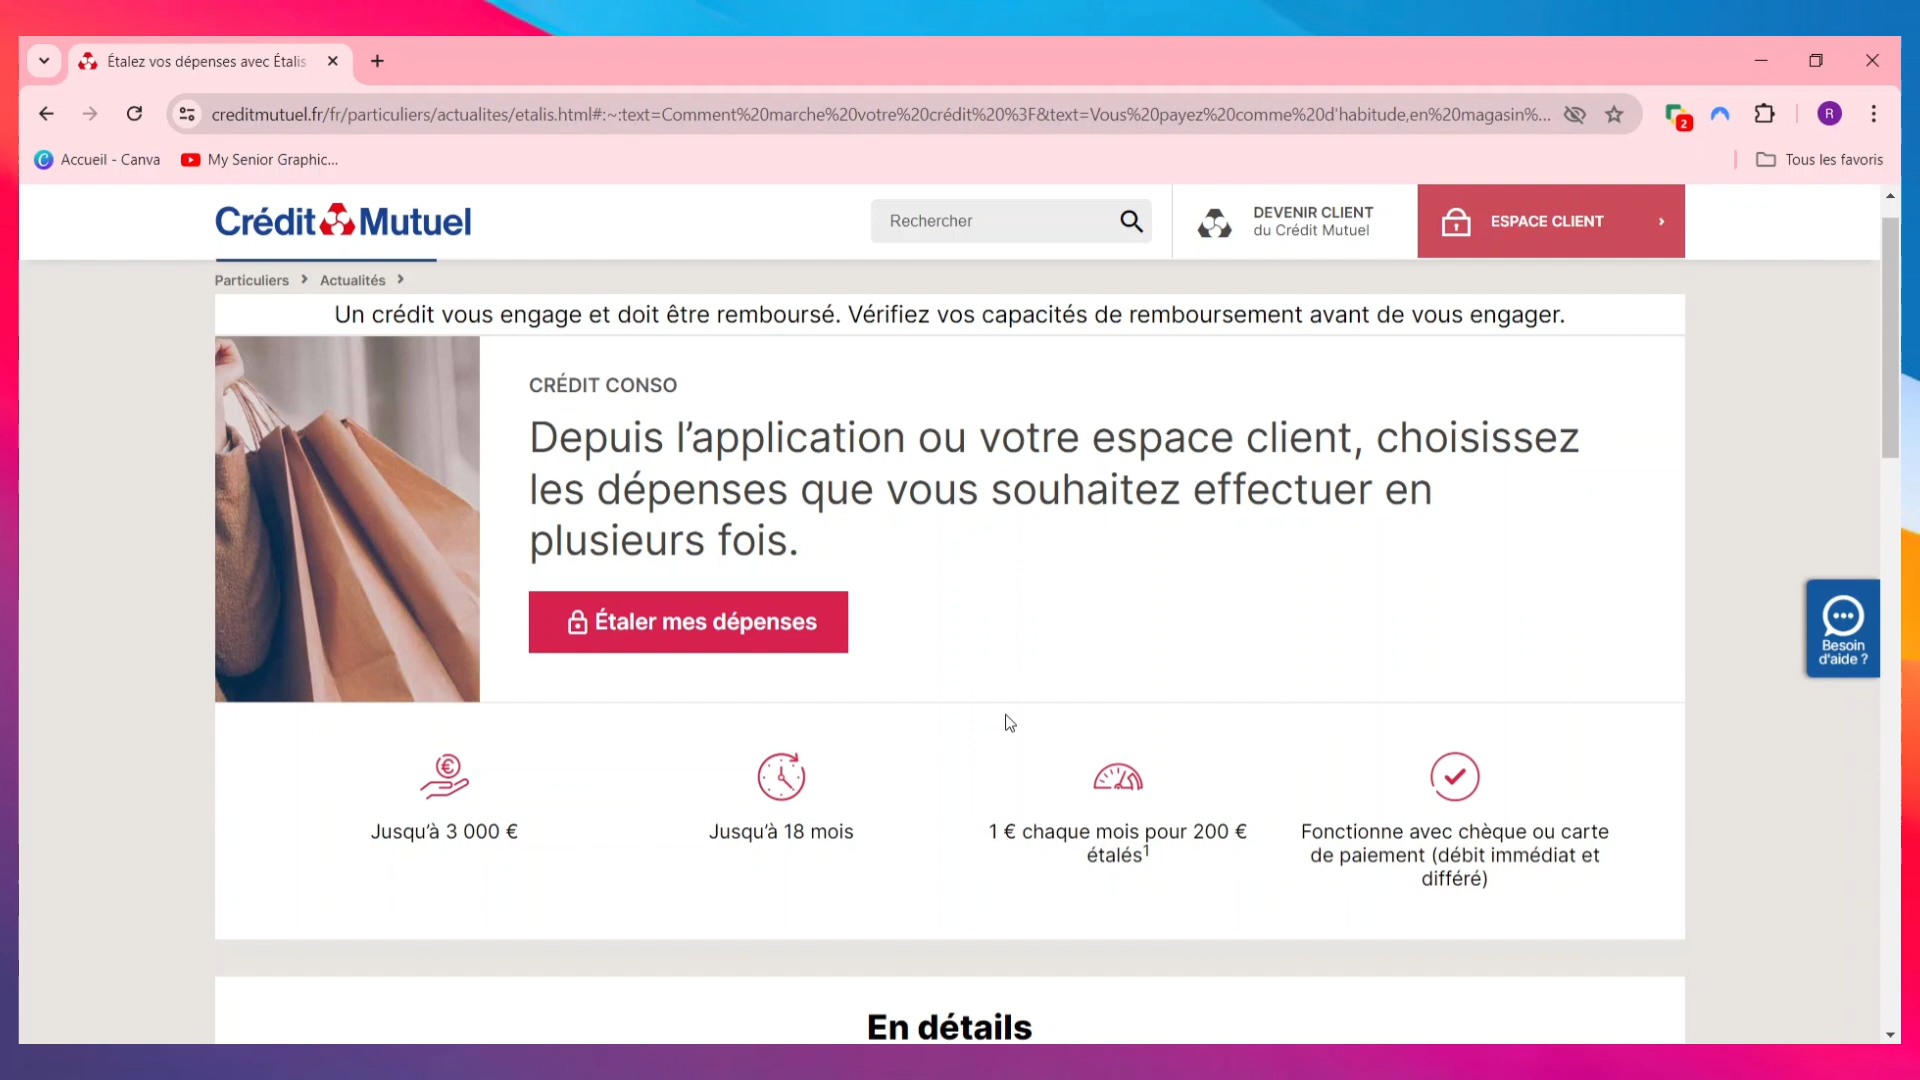 Étalez vos dépenses avec Étalis
creditmutuel.fr/fr/particuliers/actualites/etalis.html#:~:text=Comment%20marche%20votre%20crédit%20%3F&text=Vous%20payez%20comme%20d'habitude,en%20magasin%...
2
R
Accueil - Canva
My Senior Graphic...
Tous les favoris
Crédit Mutuel
Rechercher
DEVENIR CLIENT
du Crédit Mutuel
ESPACE CLIENT
Particuliers
Actualités
Un crédit vous engage et doit être remboursé. Vérifiez vos capacités de remboursement avant de vous engager.
CRÉDIT CONSO
Depuis l’application ou votre espace client, choisissez
les dépenses que vous souhaitez effectuer en
plusieurs fois.
Étaler mes dépenses
Besoin
d'aide ?
Jusqu’à 3 000 €
Jusqu’à 18 mois
1 € chaque mois pour 200 €
étalés¹
Fonctionne avec chèque ou carte
de paiement (débit immédiat et
différé)
En détails